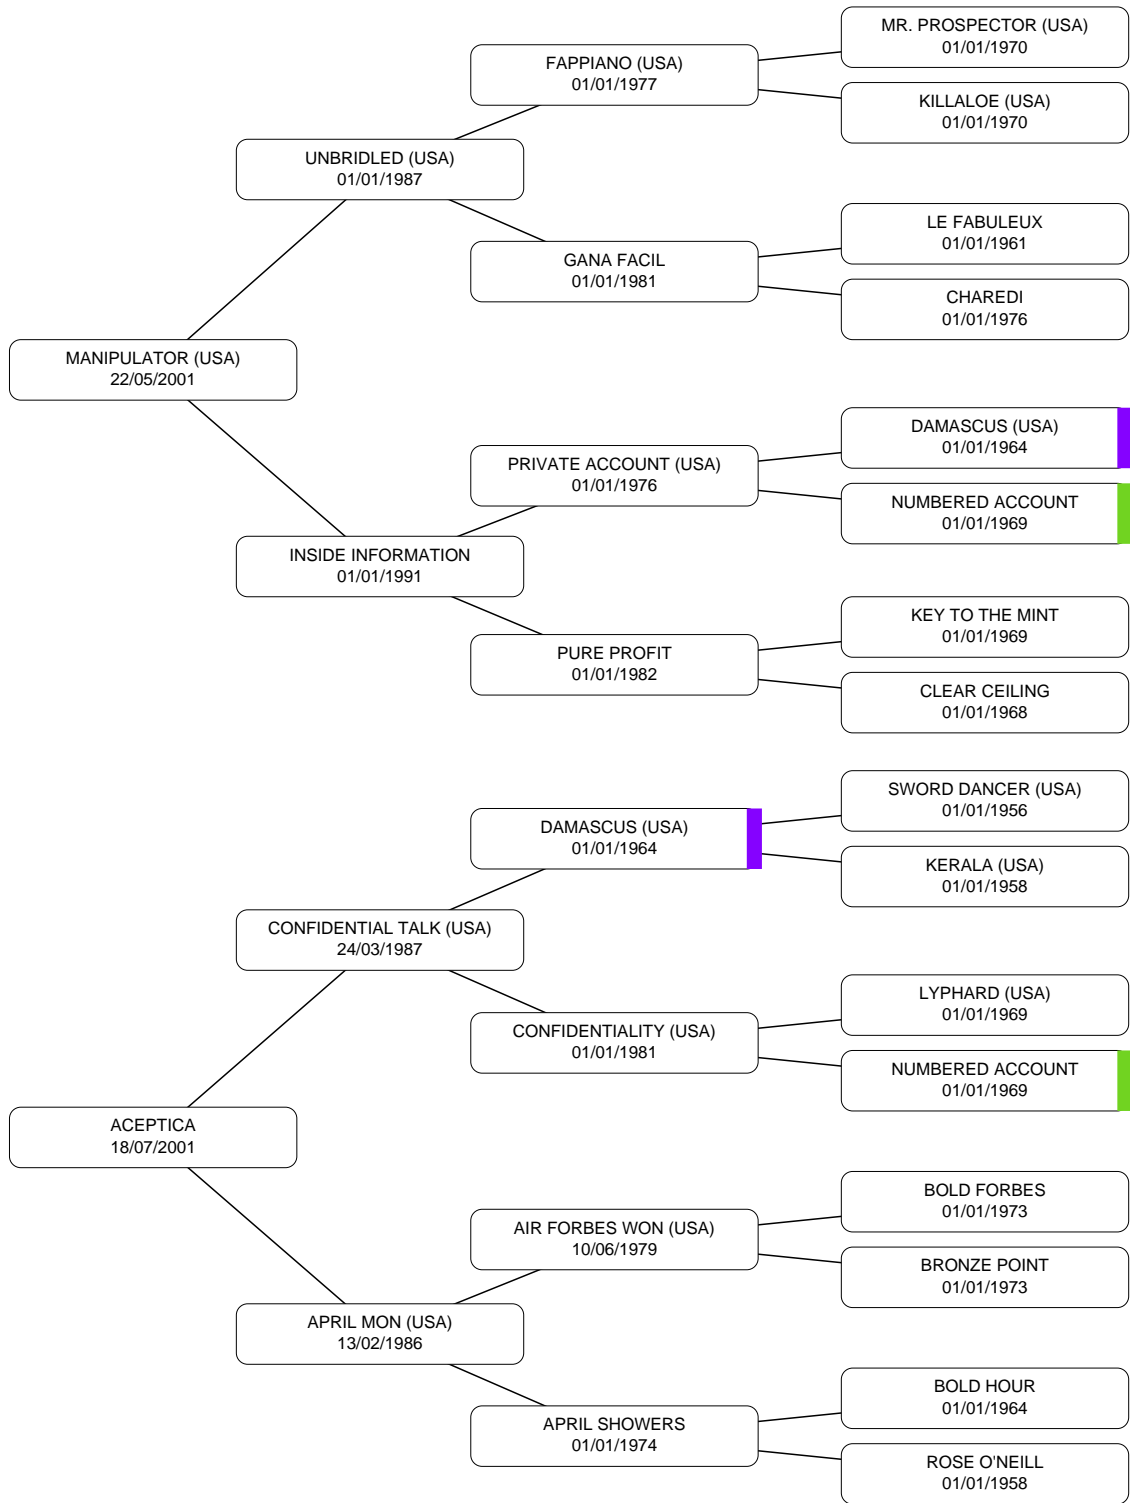 MR. PROSPECTOR (USA)
01/01/1970
FAPPIANO (USA)
01/01/1977
KILLALOE (USA)
01/01/1970
UNBRIDLED (USA)
01/01/1987
LE FABULEUX
01/01/1961
GANA FACIL
01/01/1981
CHAREDI
01/01/1976
MANIPULATOR (USA)
22/05/2001
DAMASCUS (USA)
01/01/1964
PRIVATE ACCOUNT (USA)
01/01/1976
NUMBERED ACCOUNT
01/01/1969
INSIDE INFORMATION
01/01/1991
KEY TO THE MINT
01/01/1969
PURE PROFIT
01/01/1982
CLEAR CEILING
01/01/1968
SWORD DANCER (USA)
01/01/1956
DAMASCUS (USA)
01/01/1964
KERALA (USA)
01/01/1958
CONFIDENTIAL TALK (USA)
24/03/1987
LYPHARD (USA)
01/01/1969
CONFIDENTIALITY (USA)
01/01/1981
NUMBERED ACCOUNT
01/01/1969
ACEPTICA
18/07/2001
BOLD FORBES
01/01/1973
AIR FORBES WON (USA)
10/06/1979
BRONZE POINT
01/01/1973
APRIL MON (USA)
13/02/1986
BOLD HOUR
01/01/1964
APRIL SHOWERS
01/01/1974
ROSE O'NEILL
01/01/1958